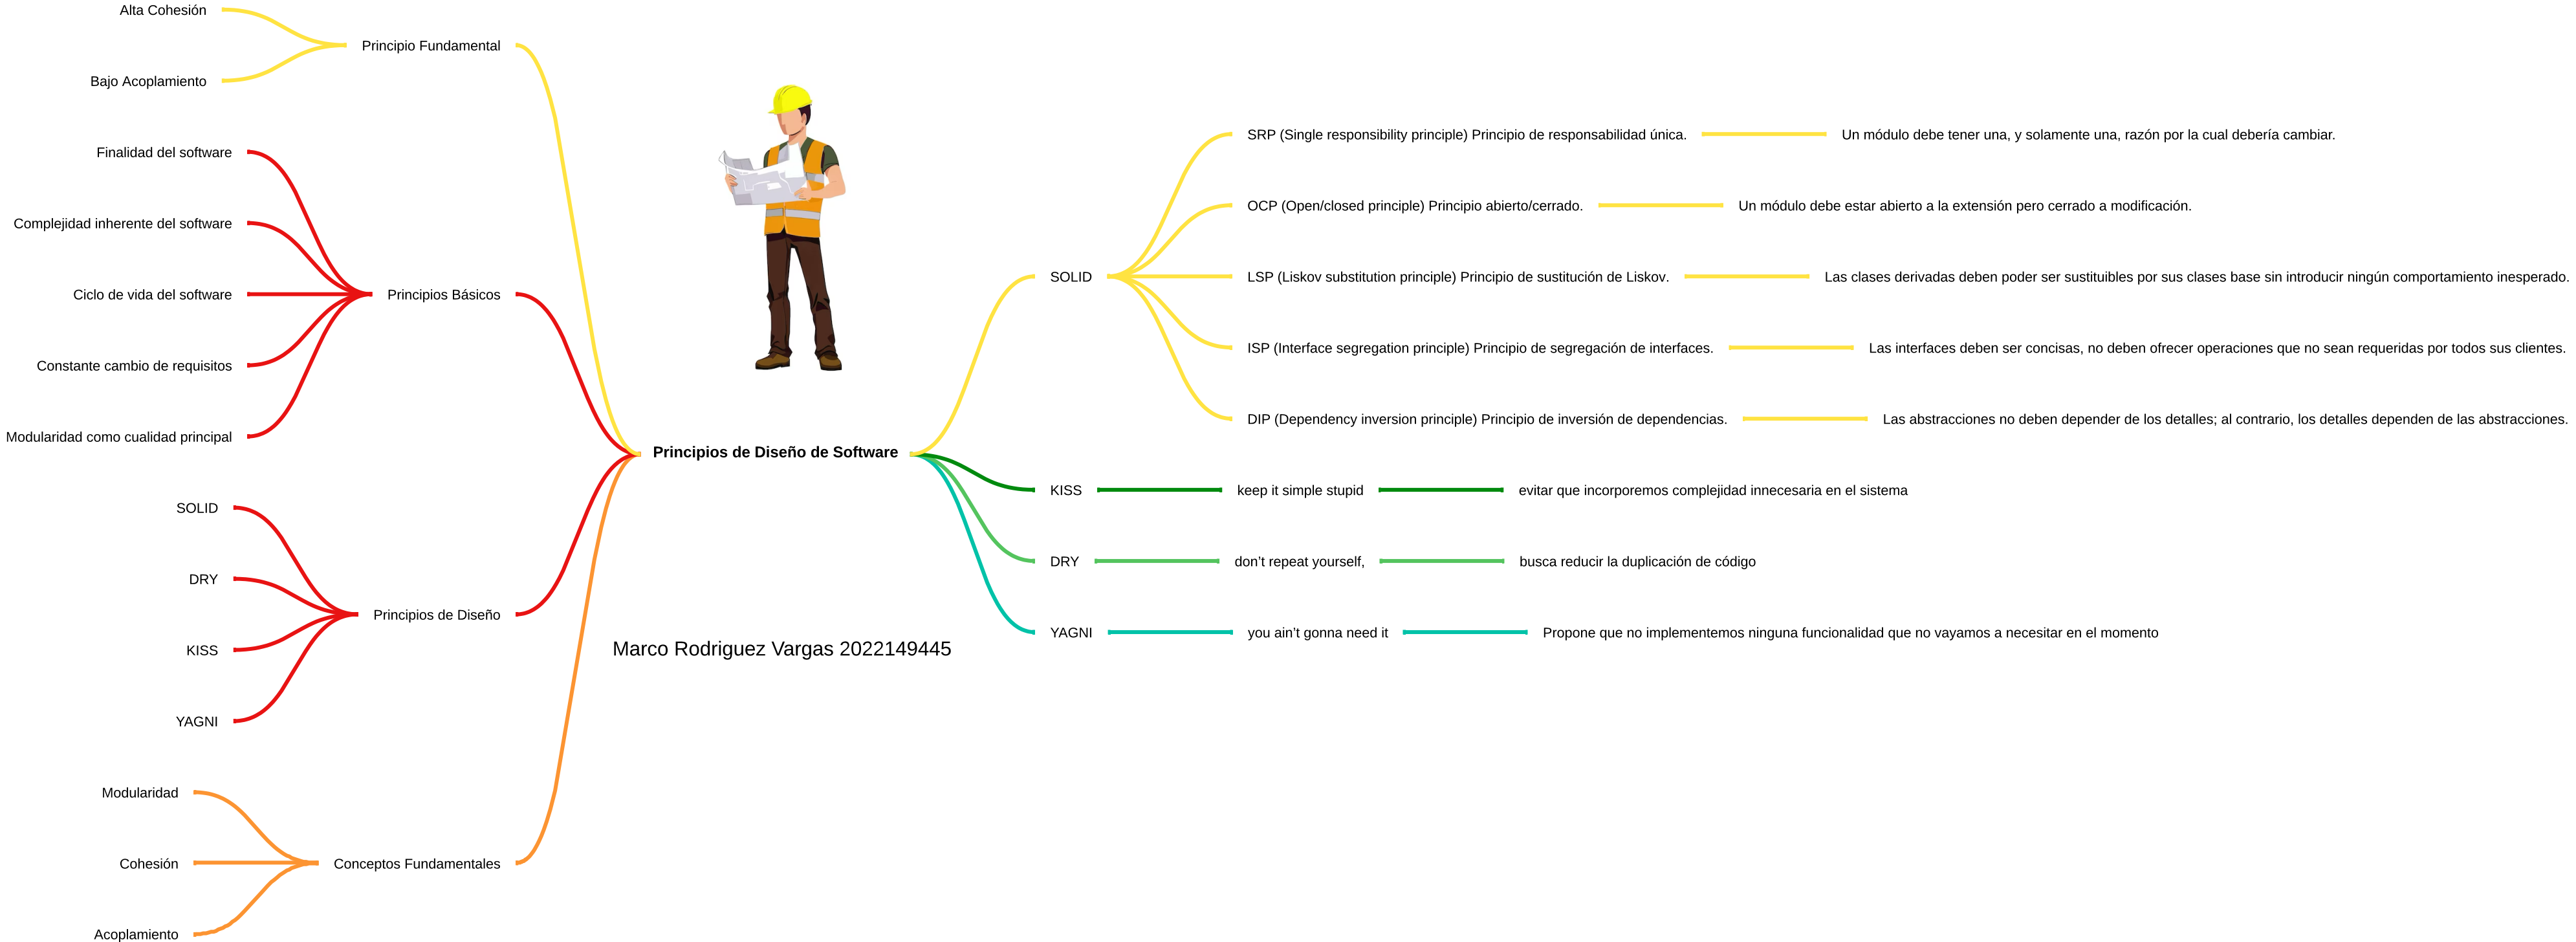 Alta Cohesión
Principio Fundamental
Bajo Acoplamiento
Finalidad del software
Complejidad inherente del software
Ciclo de vida del software
Principios Básicos
Constante cambio de requisitos
Modularidad como cualidad principal
SOLID
DRY
Principios de Diseño
KISS
YAGNI
Modularidad
Cohesión
Conceptos Fundamentales
Acoplamiento
Principios de Diseño de Software
Marco Rodriguez Vargas 2022149445
SOLID
SRP (Single responsibility principle) Principio de responsabilidad única.
Un módulo debe tener una, y solamente una, razón por la cual debería cambiar.
OCP (Open/closed principle) Principio abierto/cerrado.
Un módulo debe estar abierto a la extensión pero cerrado a modificación.
LSP (Liskov substitution principle) Principio de sustitución de Liskov.
Las clases derivadas deben poder ser sustituibles por sus clases base sin introducir ningún comportamiento inesperado.
ISP (Interface segregation principle) Principio de segregación de interfaces.
Las interfaces deben ser concisas, no deben ofrecer operaciones que no sean requeridas por todos sus clientes.
DIP (Dependency inversion principle) Principio de inversión de dependencias.
Las abstracciones no deben depender de los detalles; al contrario, los detalles dependen de las abstracciones.
KISS
keep it simple stupid
evitar que incorporemos complejidad innecesaria en el sistema
DRY
don’t repeat yourself,
busca reducir la duplicación de código
YAGNI
you ain’t gonna need it
Propone que no implementemos ninguna funcionalidad que no vayamos a necesitar en el momento